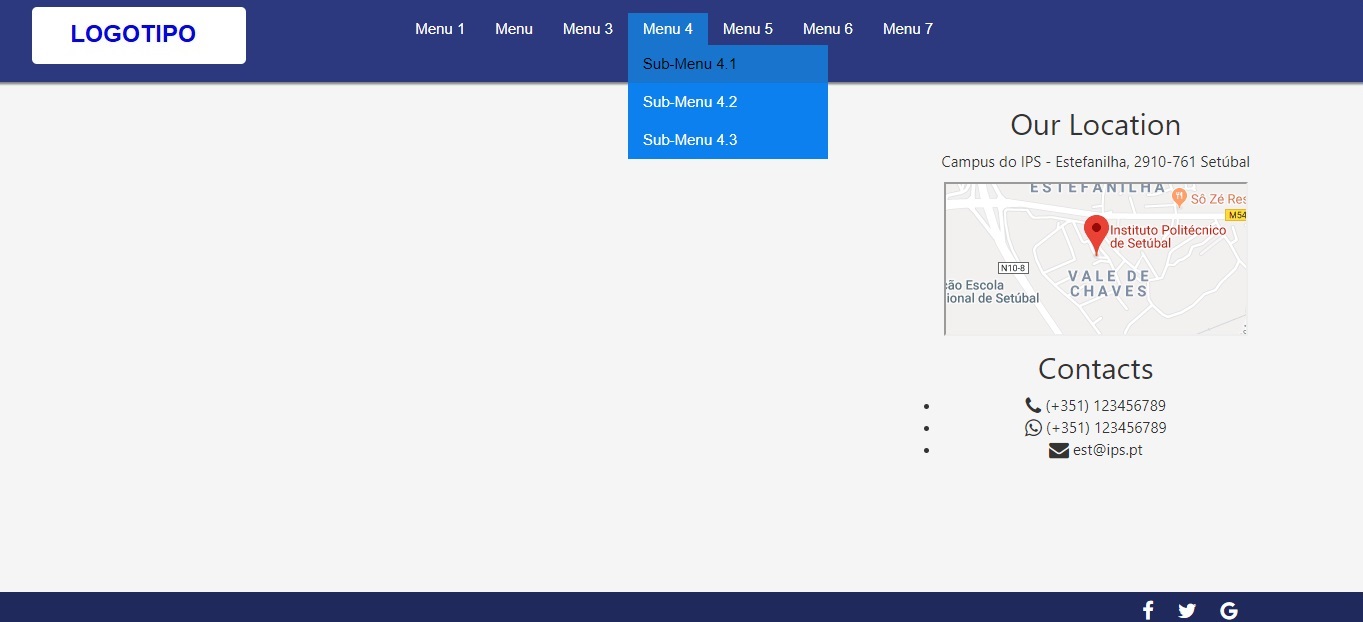 LOGOTIPO
Menu 1 Menu Menu 3 Menu 4 Menu 5 Menu 6 Menu 7
Sub-Menu 4.1
Sub-Menu 4.2
Sub-Menu 4.3
Our Location
Campus do IPS - Estefanilha, 2910-761 Setúbal
ESTEFANILHA
Sô Zé Res
M54
Instituto Politécnico
de Setúbal
N10-8
VALE DE
CHAVES
ção Escola
ional de Setúbal
Contacts
(+351) 123456789
(+351) 123456789
est@ips.pt